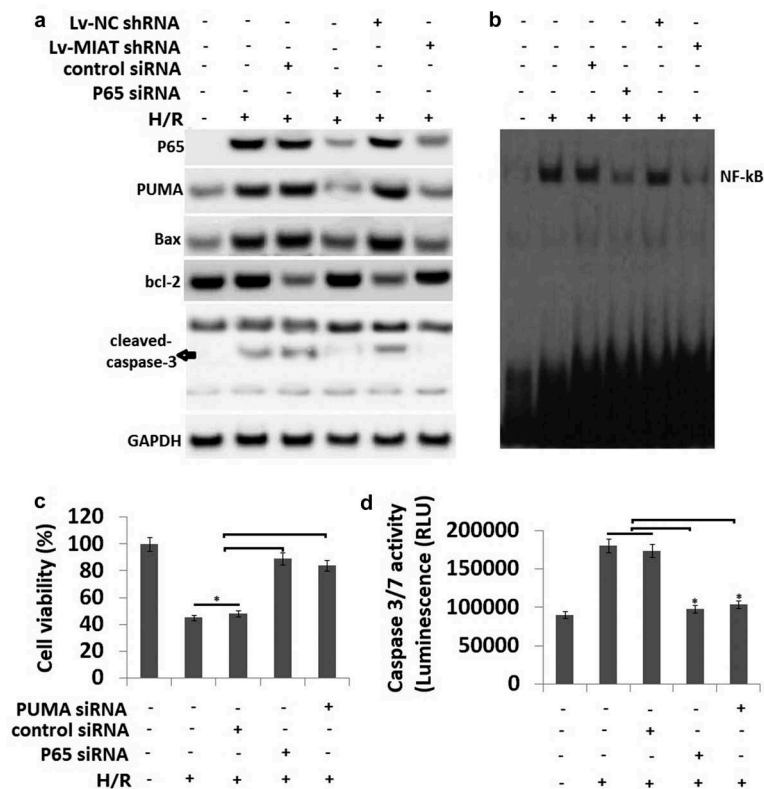 a
Lv-NC shRNA - - - - + -
Lv-MIAT shRNA - - - - - +
control siRNA - - + - - -
P65 siRNA - - - + - -
H/R - + + + + +
P65
PUMA
Bax
bcl-2
cleaved-
caspase-3
GAPDH
b
- - - - + -
- - - - - +
- - + - - -
- - - + - -
- + + + + +
NF-kB
c
Cell viability (%)
120
100
80
60
40
20
0
*
PUMA siRNA - - - - +
control siRNA - - + - -
P65 siRNA - - - + -
H/R - + + + +
d
Caspase 3/7 activity
(Luminescence (RLU)
200000
150000
100000
50000
0
* *
- - - - +
- - + - -
- - - + -
- + + + +